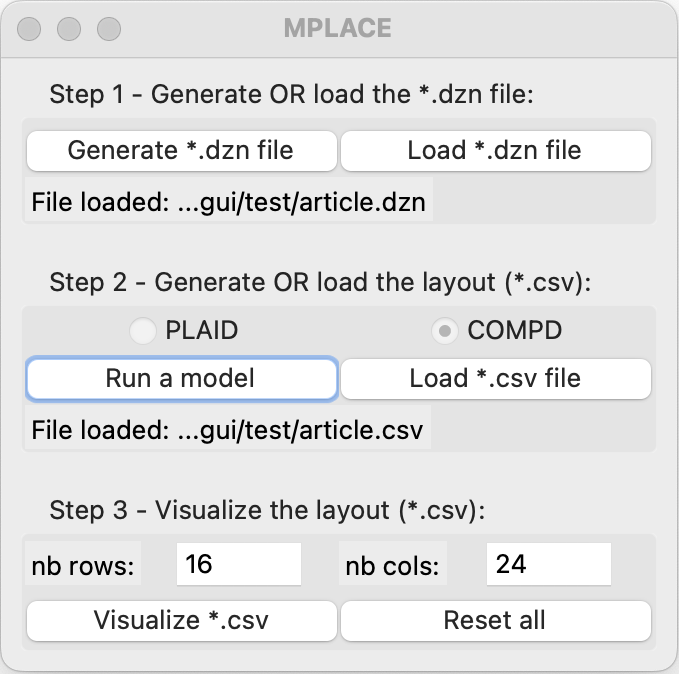 MPLACE
Step 1 - Generate OR load the *.dzn file:
Generate *.dzn file Load *.dzn file
File loaded: ...gui/test/article.dzn
Step 2 - Generate OR load the layout (*.csv):
PLAID COMPD
Run a model Load *.csv file
File loaded: ...gui/test/article.csv
Step 3 - Visualize the layout (*.csv):
nb rows: 16 nb cols: 24
Visualize *.csv Reset all